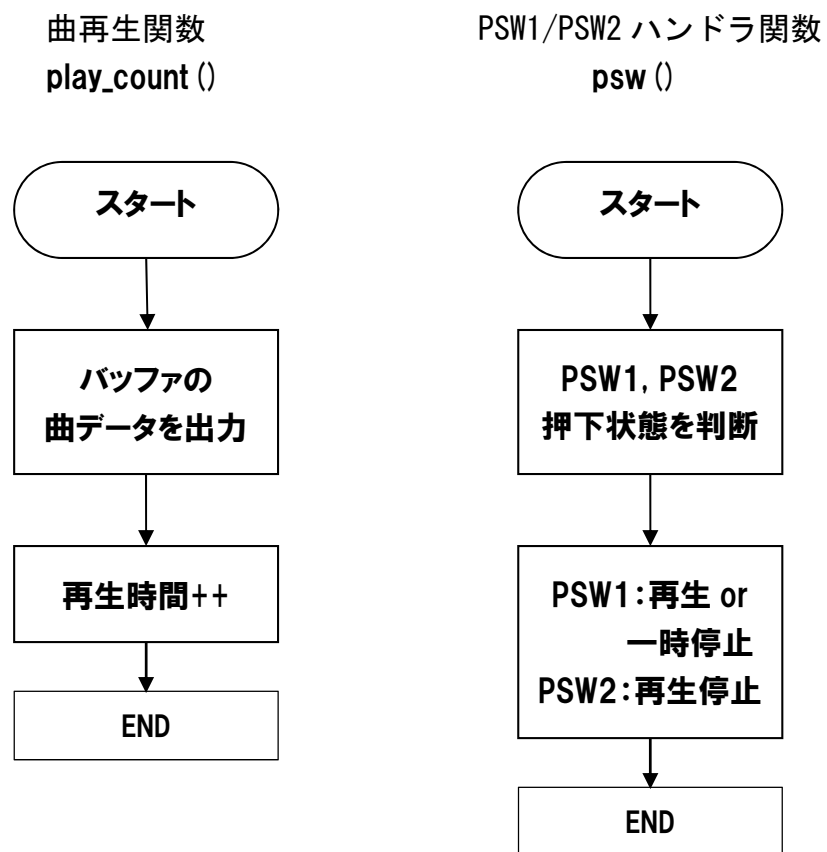 曲再生関数
play_count()
スタート
バッファの
曲データを出力
再生時間++
END
PSW1/PSW2 ハンドラ関数
psw()
スタート
PSW1, PSW2
押下状態を判断
PSW1:再生 or
一時停止
PSW2:再生停止
END